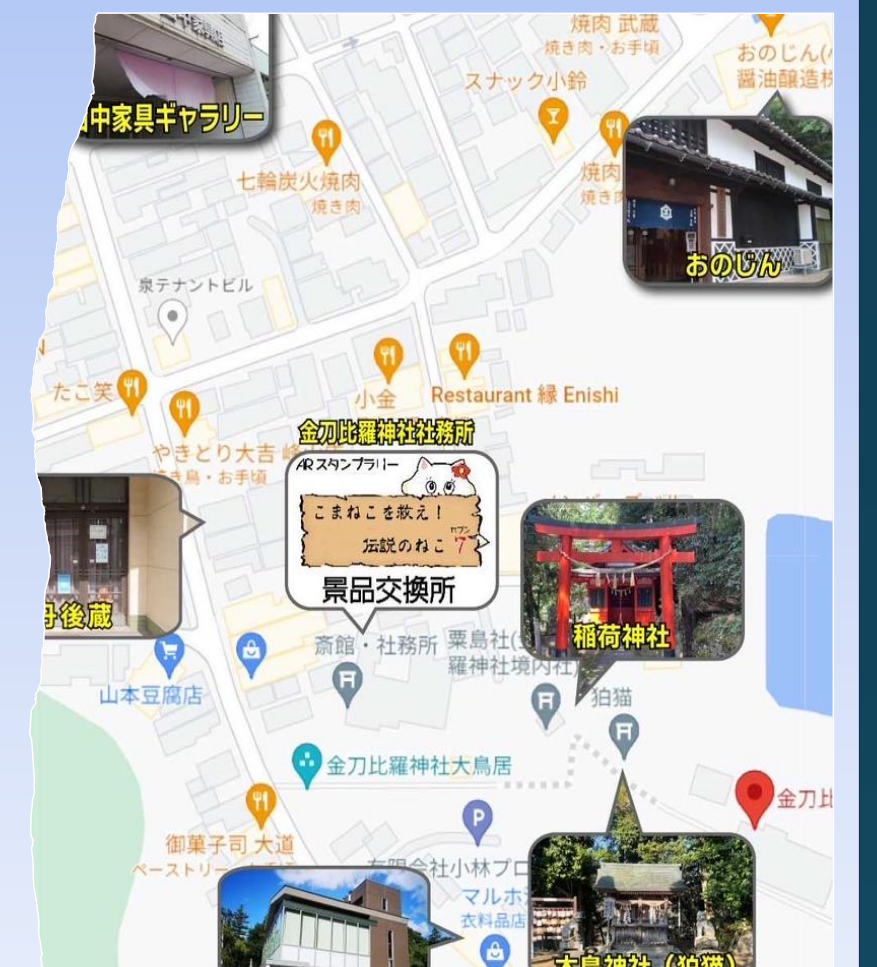 焼肉 武蔵
焼き肉・お手頃
おのじん(
醤油醸造
スナック小鈴
中家具ギャラリー
七輪炭火焼肉
焼き肉
焼肉
焼き
おのじん
泉テナントビル
たこ笑
小金
Restaurant 縁 Enishi
やきとり大吉
き鳥・お手頃
金刀比羅神社社務所
ARスタンプラリー
こまねこを救え!
セブン
伝説のねこ7
景品交換所
稲荷神社
丹後蔵
斎館・社務所
粟島社(
羅神社境内社)
山本豆腐店
狛猫
金刀比羅神社大鳥居
金刀比
P
御菓子司 大道
ペーストリー・お手頃
有限会社小林プロ
マルホ
衣料品店
木島神社(狛猫)